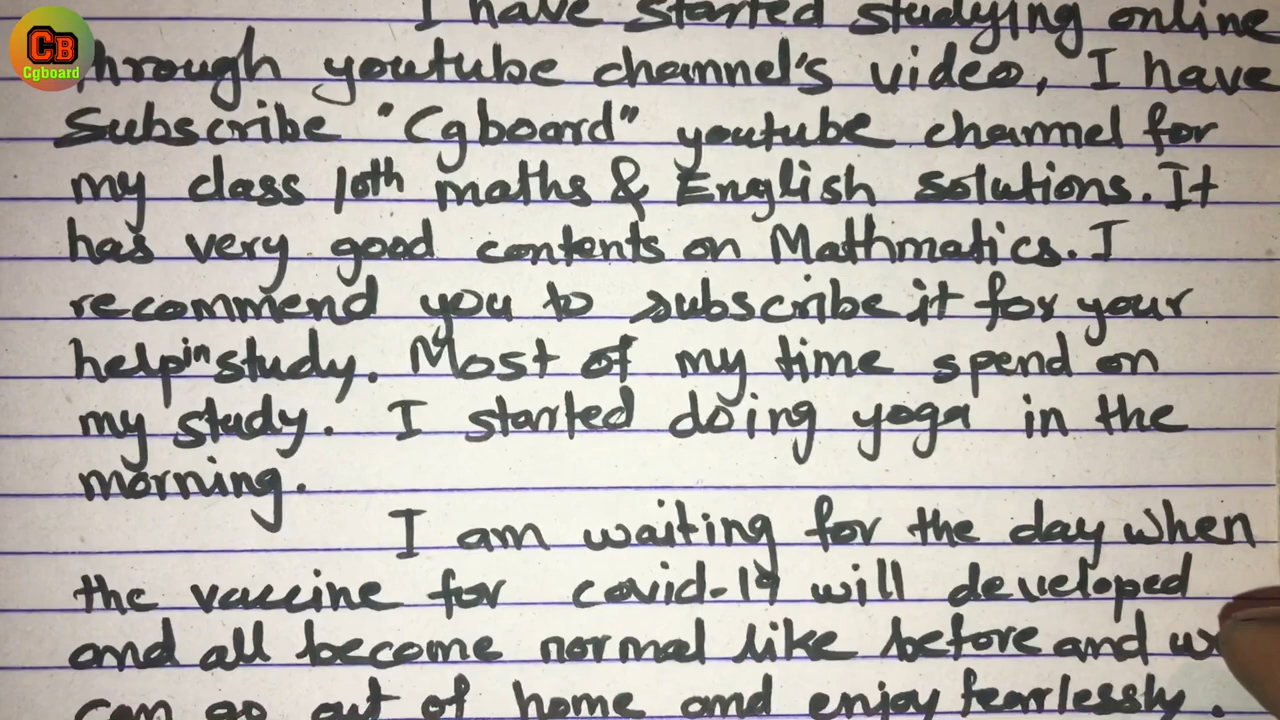 CB
Cgboard
I have started studying online
through youtube channel's video, I have
Subscribe "Cgboard" youtube channel for
my class 10th maths & English solutions. It
has very good contents on Mathmatics. I
recommend you to subscribe it for your
help in study. Most of my time spend on
my study. I started doing yoga in the
morning.
I am waiting for the day when
the vaccine for covid-19 will developed
and all become normal like before and
can go out of home and enjoy fearlessly.